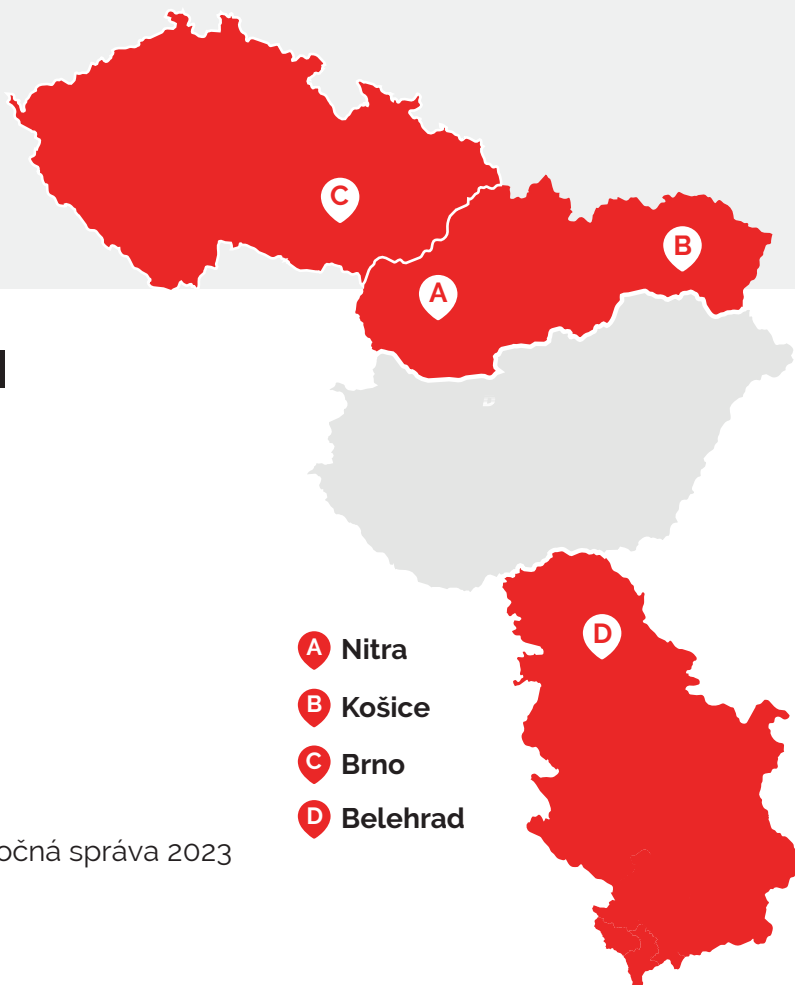 C
B
A
D
A Nitra
B Košice
C Brno
D Belehrad
očná správa 2023